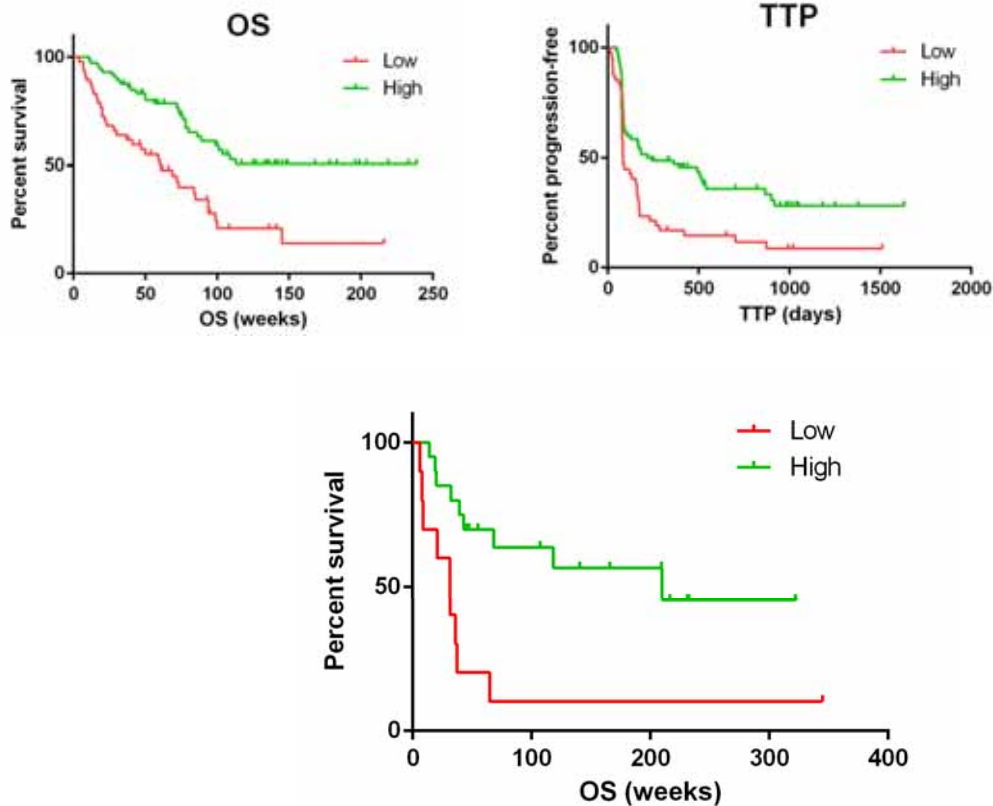 OS
Low
High
Percent survival
100
50
0
0 50 100 150 200 250
OS (weeks)
TTP
Low
High
Percent progression-free
100
50
0
0 500 1000 1500 2000
TTP (days)
Low
High
Percent survival
100
50
0
0 100 200 300 400
OS (weeks)